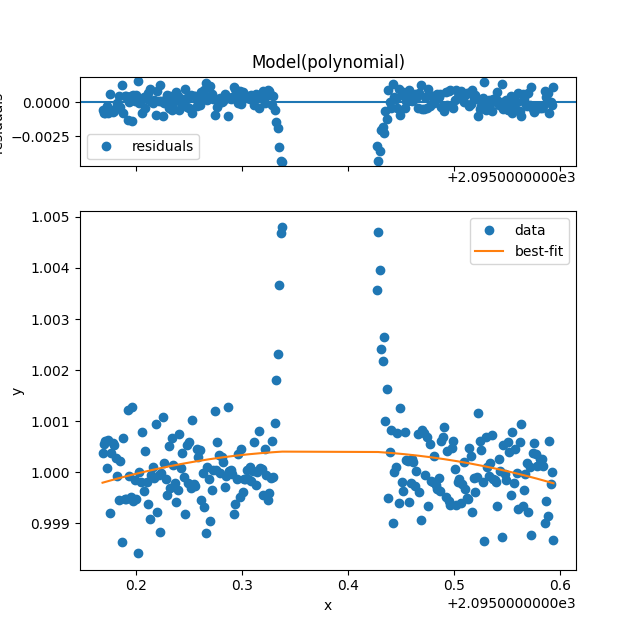 Model(polynomial)
0.0000
−0.0025
residuals
+2.0950000000e3
1.005
1.004
1.003
1.002
1.001
1.000
0.999
y
data
best-fit
0.2 0.3 0.4 0.5 0.6
x
+2.0950000000e3